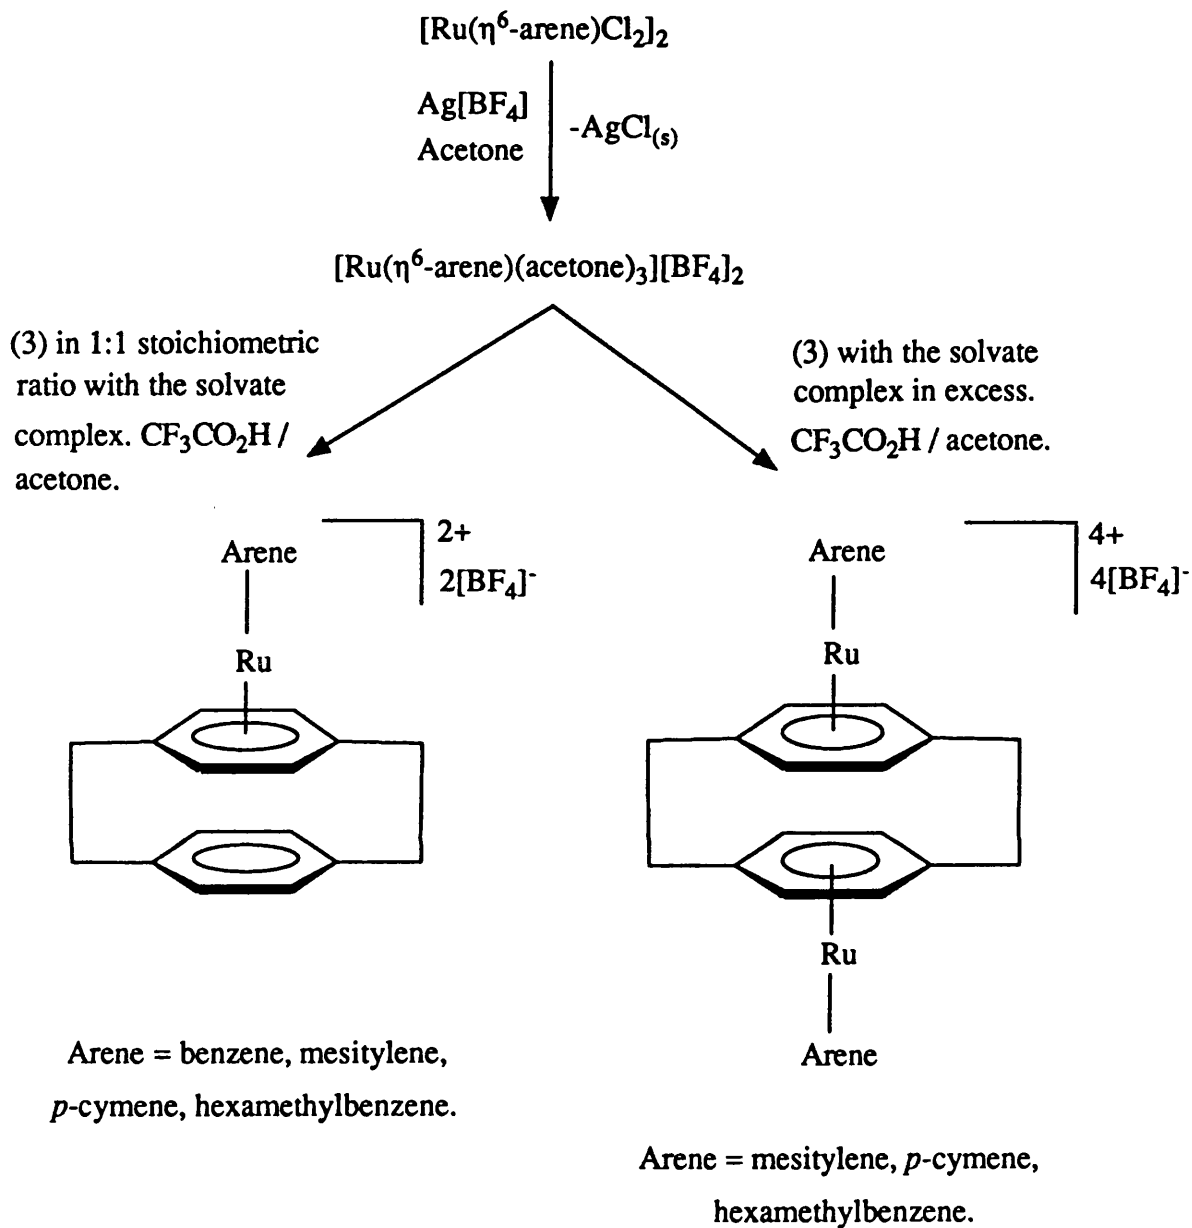 [Ru(η⁶-arene)Cl₂]₂
Ag[BF₄]
Acetone
-AgCl₍ₛ₎
[Ru(η⁶-arene)(acetone)₃][BF₄]₂
(3) in 1:1 stoichiometric
ratio with the solvate
complex. CF₃CO₂H /
acetone.
(3) with the solvate
complex in excess.
CF₃CO₂H / acetone.
Arene
2+
2[BF₄]⁻
Ru
Arene = benzene, mesitylene,
p-cymene, hexamethylbenzene.
Arene
4+
4[BF₄]⁻
Ru
Ru
Arene
Arene = mesitylene, p-cymene,
hexamethylbenzene.